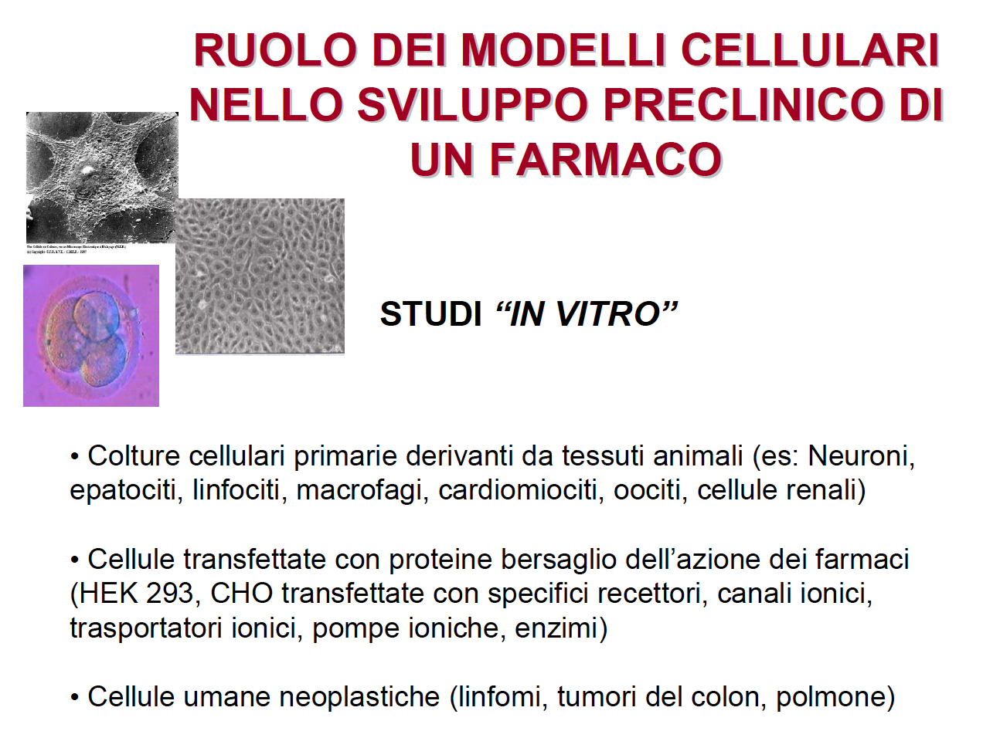 RUOLO DEI MODELLI CELLULARI
NELLO SVILUPPO PRECLINICO DI
UN FARMACO
STUDI “IN VITRO”
• Colture cellulari primarie derivanti da tessuti animali (es: Neuroni,
epatociti, linfociti, macrofagi, cardiomiociti, oociti, cellule renali)
• Cellule transfettate con proteine bersaglio dell’azione dei farmaci
(HEK 293, CHO transfettate con specifici recettori, canali ionici,
trasportatori ionici, pompe ioniche, enzimi)
• Cellule umane neoplastiche (linfomi, tumori del colon, polmone)